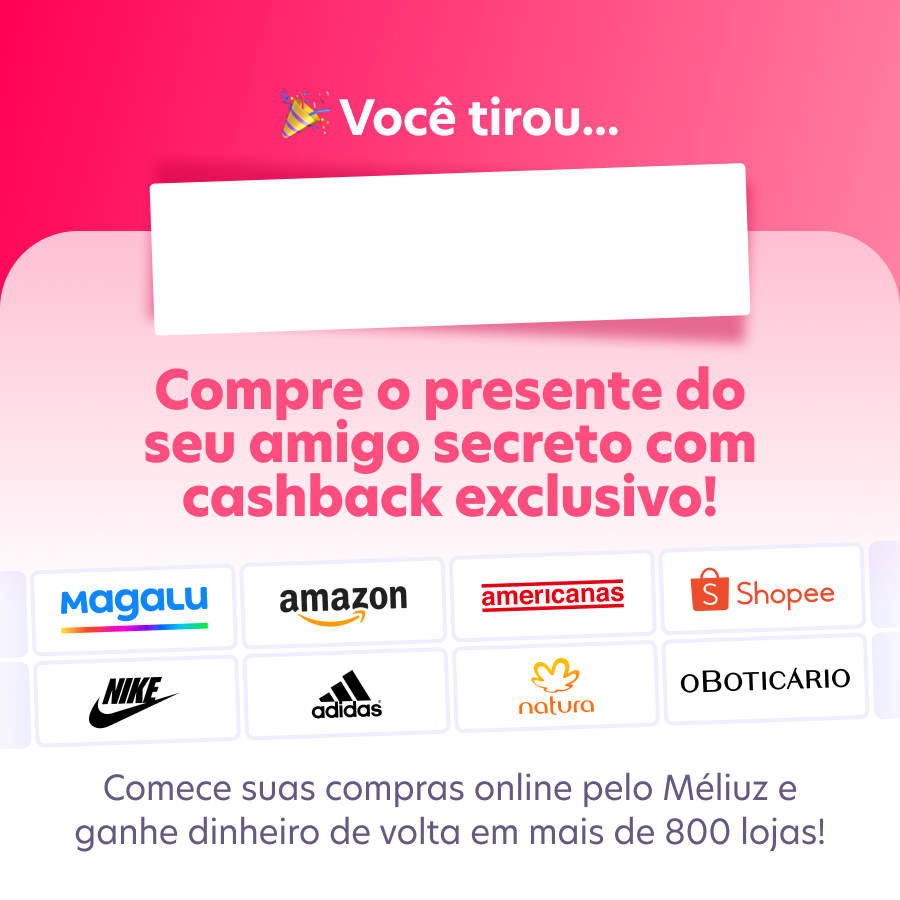 Você tirou...
Compre o presente do
seu amigo secreto com
cashback exclusivo!
Magalu
amazon
americanas
S Shopee
NIKE
adidas
natura
oBOTICÁRIO
Comece suas compras online pelo Méliuz e
ganhe dinheiro de volta em mais de 800 lojas!